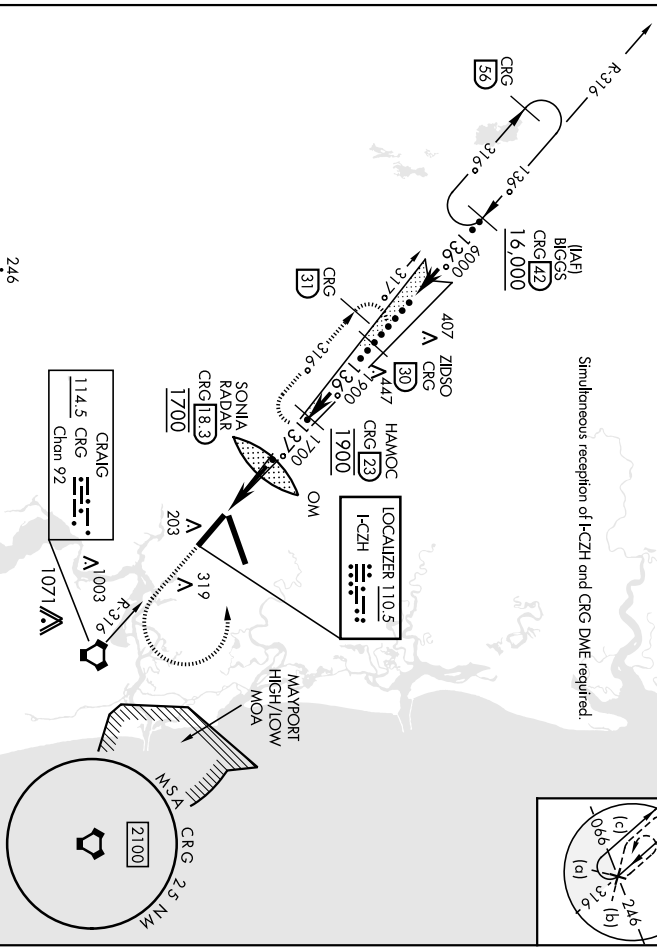 Simultaneous reception of I-CZH and CRG DME required.
R-316
CRG
56
316°
136°
(IAF)
BIGGS
CRG 42
16,000
6000
136°
317°
CRG
31
316°
407
447
ZIDSO
CRG
30
1900
136°
HAMOC
CRG 23
1900
1700
137°
SONIA
RADAR
CRG 18.3
1700
OM
LOCALIZER 110.5
I-CZH
203
319
246
CRAIG
114.5 CRG
Chan 92
1003
1071
R-316
MAYPORT
HIGH/LOW
MOA
MSA CRG 25 NM
2100
(c)
090
(a)
316
(b)
246